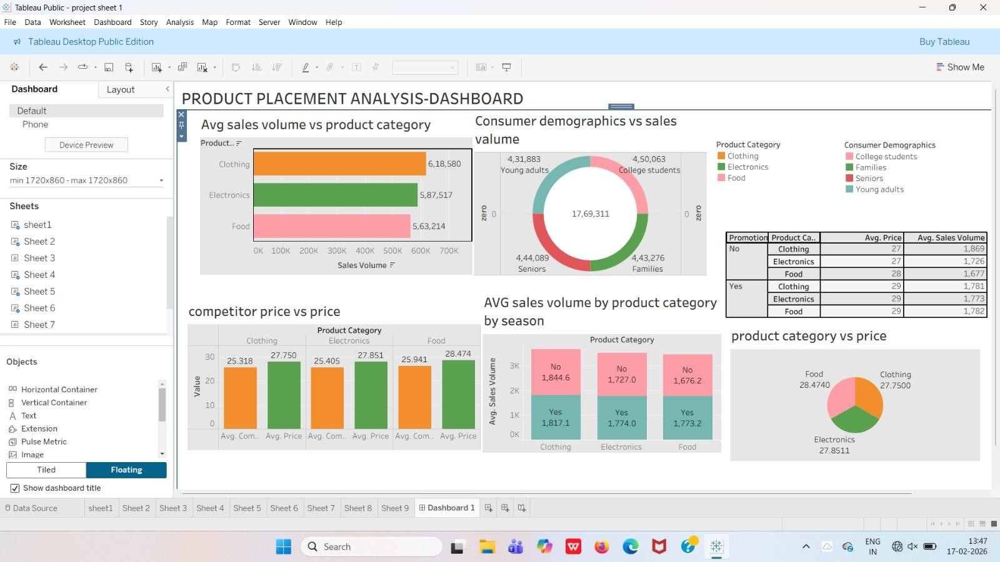 Tableau Public - project sheet 1
File Data Worksheet Dashboard Story Analysis Map Format Server Window Help
Tableau Desktop Public Edition
Buy Tableau
Show Me
Dashboard
Layout
Default
Phone
Device Preview
Size
min 1720x860 - max 1720x860
Sheets
sheet1
Sheet 2
Sheet 3
Sheet 4
Sheet 5
Sheet 6
Sheet 7
Objects
Horizontal Container
Vertical Container
Text
Extension
Pulse Metric
Image
Tiled
Floating
Show dashboard title
PRODUCT PLACEMENT ANALYSIS-DASHBOARD
Avg sales volume vs product category
Product..
Clothing 6,18,580
Electronics 5,87,517
Food 5,63,214
0K 100K 200K 300K 400K 500K 600K 700K
Sales Volume
Consumer demographics vs sales
valume
4,31,883
Young adults
4,50,063
College students
zero
0
17,69,311
0
zero
4,44,089
Seniors
4,43,276
Families
Product Category
Clothing
Electronics
Food
Consumer Demographics
College students
Families
Seniors
Young adults
Promotion Product Ca.. Avg. Price Avg. Sales Volume
No Clothing 27 1,869
Electronics 27 1,726
Food 28 1,677
Yes Clothing 29 1,781
Electronics 29 1,773
Food 29 1,782
competitor price vs price
Product Category
Clothing Electronics Food
Value
30
20
10
0
25.318 27.750 25.405 27.851 25.941 28.474
Avg. Com.. Avg. Price Avg. Com.. Avg. Price Avg. Com.. Avg. Price
AVG sales volume by product category
by season
Product Category
Avg. Sales Volume
3K
2K
1K
0K
No
1,844.6
No
1,727.0
No
1,676.2
Yes
1,817.1
Yes
1,774.0
Yes
1,773.2
Clothing Electronics Food
product category vs price
Food
28.4740
Clothing
27.7500
Electronics
27.8511
Data Source sheet1 Sheet 2 Sheet 3 Sheet 4 Sheet 5 Sheet 6 Sheet 7 Sheet 8 Sheet 9 Dashboard 1
Search
ENG
IN
13:47
17-02-2026